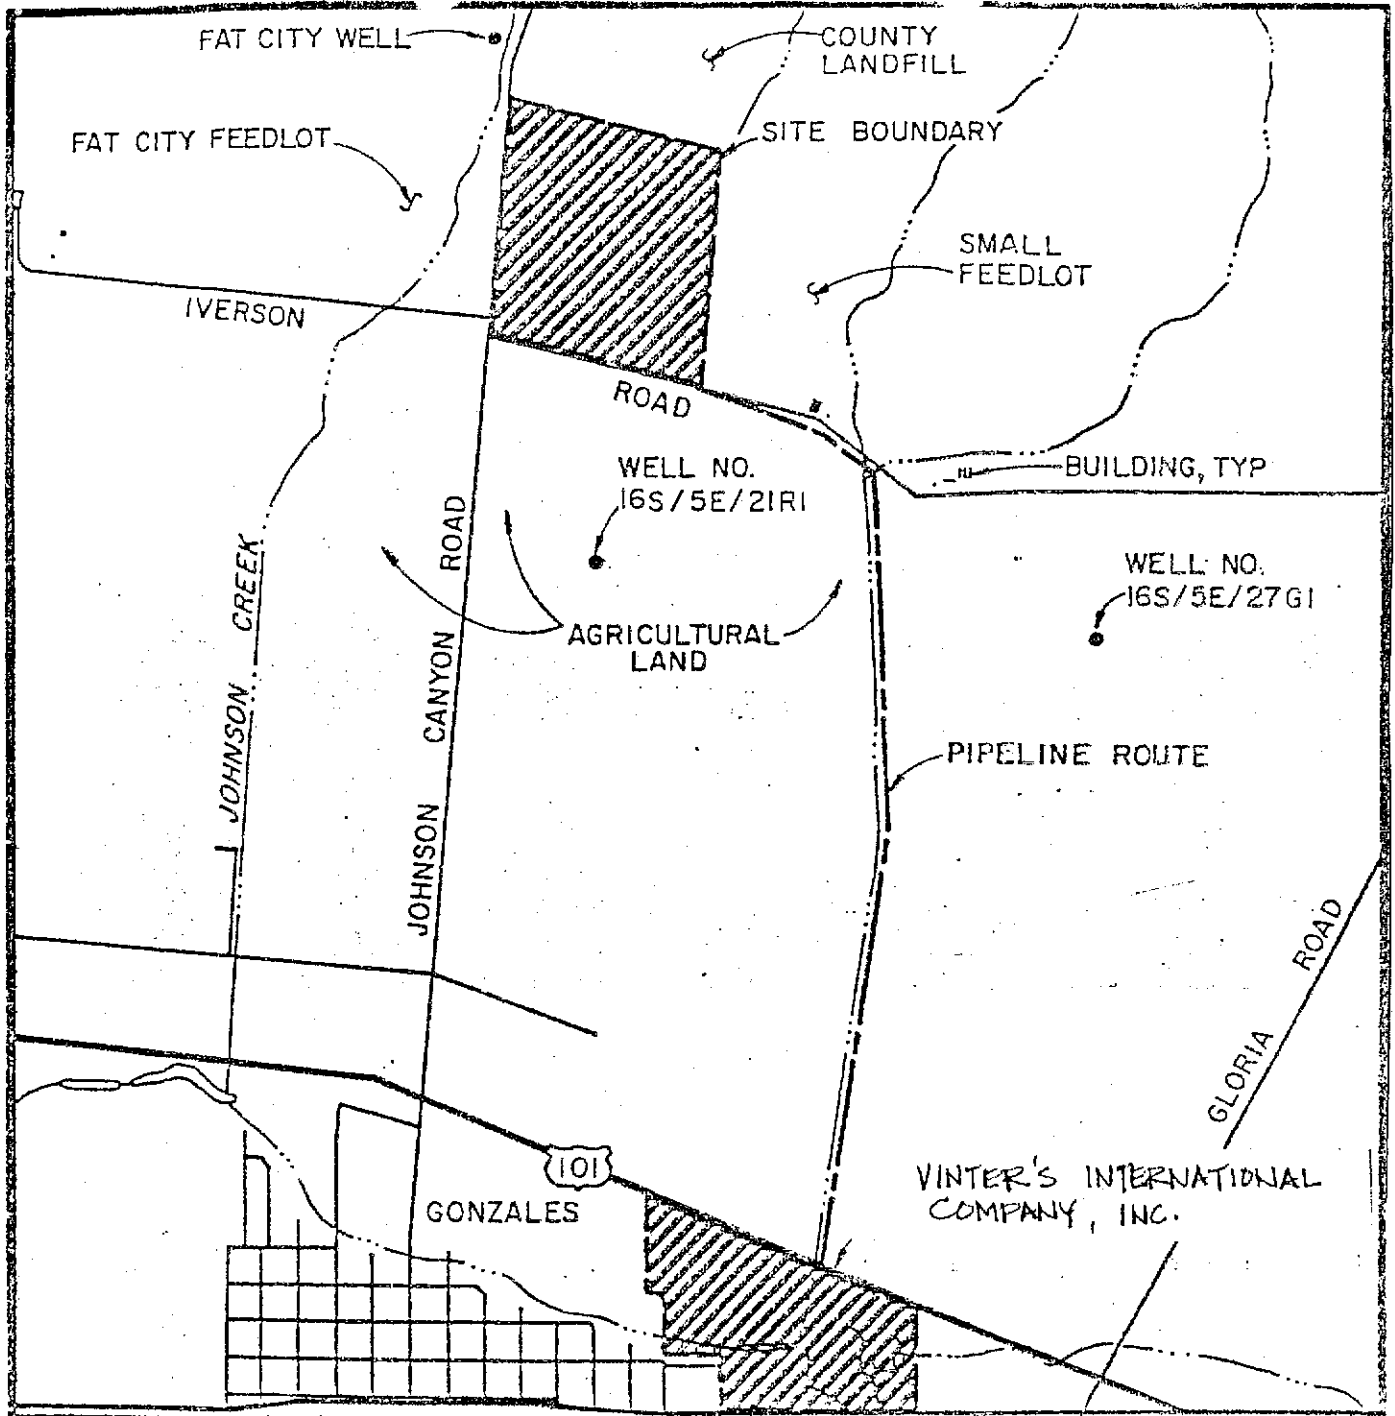 FAT CITY WELL
COUNTY
LANDFILL
FAT CITY FEEDLOT
SITE BOUNDARY
SMALL
FEEDLOT
IVERSON
ROAD
WELL NO.
16S/5E/21R1
BUILDING, TYP
WELL NO.
16S/5E/27G1
JOHNSON CREEK
JOHNSON CANYON ROAD
AGRICULTURAL
LAND
PIPELINE ROUTE
GLORIA ROAD
101
GONZALES
VINTER'S INTERNATIONAL
COMPANY, INC.